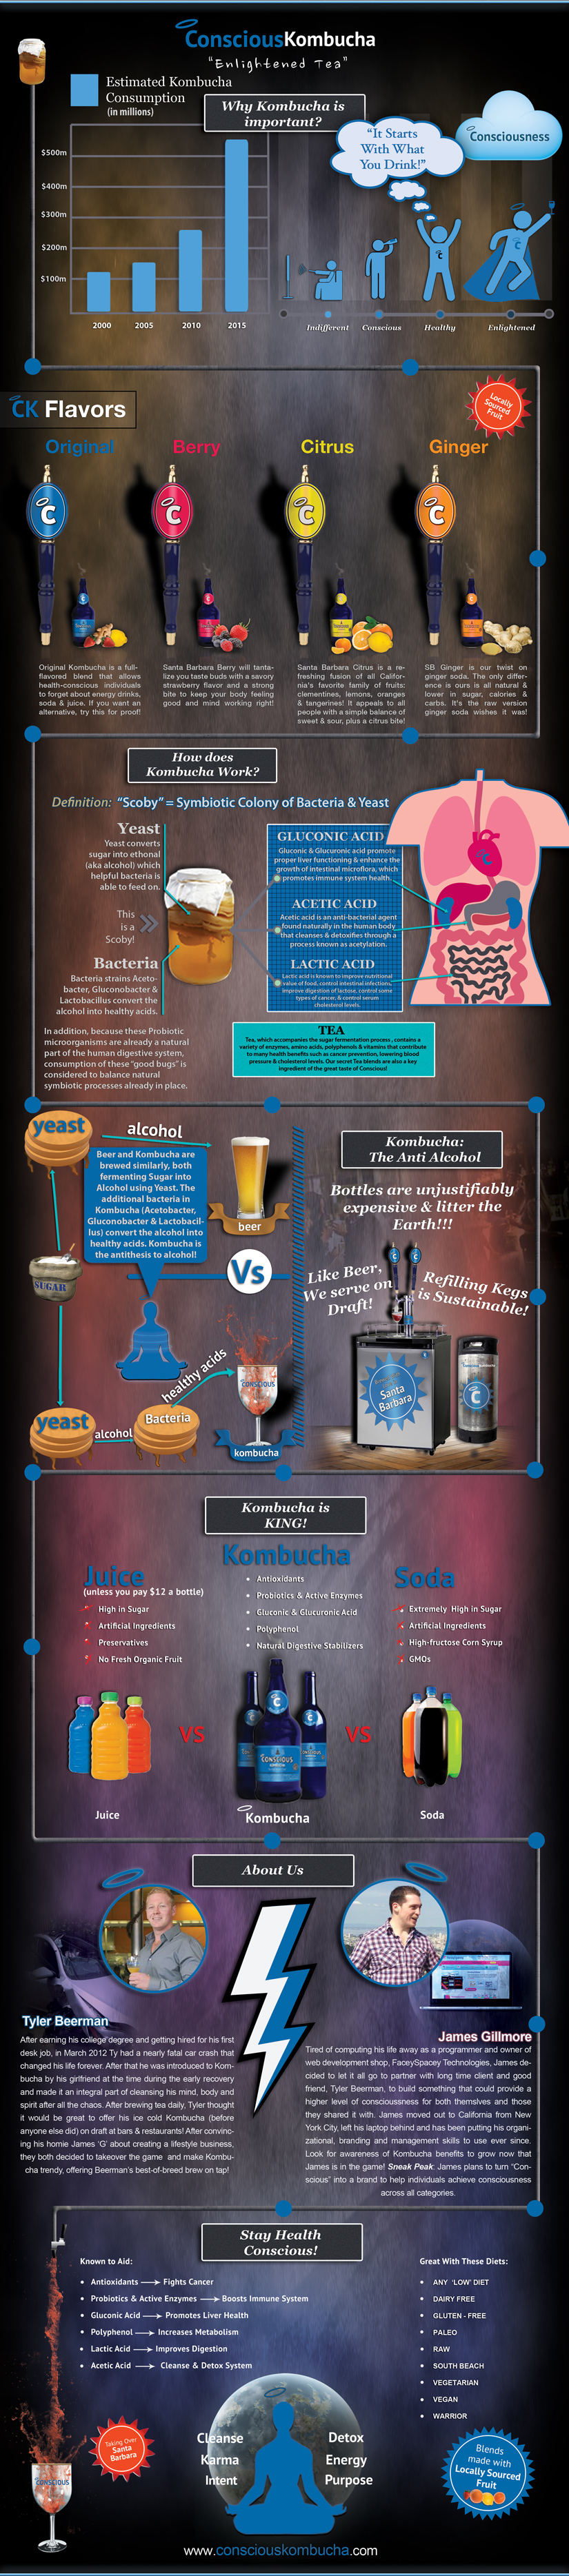 ConsciousKombucha
"Enlightened Tea"
Estimated Kombucha
Consumption
(in millions)
Why Kombucha is
important?
$500m
$400m
$300m
$200m
$100m
2000
2005
2010
2015
"It Starts
With What
You Drink!"
Consciousness
Indifferent
Conscious
Healthy
Enlightened
CK Flavors
Locally
Sourced
Fruit
Original
Berry
Citrus
Ginger
Original Kombucha is a full-
flavored blend that allows
health-conscious individuals
to forget about energy drinks,
soda & juice. If you want an
alternative, try this for proof!
Santa Barbara Berry will tanta-
lize you taste buds with a savory
strawberry flavor and a strong
bite to keep your body feeling
good and mind working right!
Santa Barbara Citrus is a re-
freshing fusion of all Califor-
nia's favorite family of fruits:
clementines, lemons, oranges
& tangerines! It appeals to all
people with a simple balance of
sweet & sour, plus a citrus bite!
SB Ginger is our twist on
ginger soda. The only differ-
ence is ours is all natural &
lower in sugar, calories &
carbs. It's the raw version
ginger soda wishes it was!
How does
Kombucha Work?
Definition: "Scoby" = Symbiotic Colony of Bacteria & Yeast
Yeast
Yeast converts
sugar into ethonal
(aka alcohol) which
helpful bacteria is
able to feed on.
This
is a
Scoby!
Bacteria
Bacteria strains Aceto-
bacter, Gluconobacter &
Lactobacillus convert the
alcohol into healthy acids.
In addition, because these Probiotic
microorganisms are already a natural
part of the human digestive system,
consumption of these "good bugs" is
considered to balance natural
symbiotic processes already in place.
GLUCONIC ACID
Gluconic & Glucuronic acid promote
proper liver functioning & enhance the
growth of intestinal microflora, which
promotes immune system health.
ACETIC ACID
Acetic acid is an anti-bacterial agent
found naturally in the human body
that cleanses & detoxifies through a
process known as acetylation.
LACTIC ACID
Lactic acid is known to improve nutritional
value of food, control intestinal infections,
improve digestion of lactose, control some
types of cancer, & control serum
cholesterol levels.
TEA
Tea, which accompanies the sugar fermentation process, contains a
variety of enzymes, amino acids, polyphenols & vitamins that contribute
to many health benefits such as cancer prevention, lowering blood
pressure & cholesterol levels. Our secret Tea blends are also a key
ingredient of the great taste of Conscious!
yeast
alcohol
Beer and Kombucha are
brewed similarly, both
fermenting Sugar into
Alcohol using Yeast. The
additional bacteria in
Kombucha (Acetobacter,
Gluconobacter & Lactobacil-
lus) convert the alcohol into
healthy acids. Kombucha is
the antithesis to alcohol!
beer
SUGAR
Vs
yeast
alcohol
Bacteria
healthy acids
CONSCIOUS
kombucha
Kombucha:
The Anti Alcohol
Bottles are unjustifiably
expensive & litter the
Earth!!!
Like Beer,
We serve on
Draft!
Refilling Kegs
is Sustainable!
Santa
Barbara
Kombucha is
KING!
Juice
(unless you pay $12 a bottle)
High in Sugar
Artificial Ingredients
Preservatives
No Fresh Organic Fruit
Kombucha
Antioxidants
Probiotics & Active Enzymes
Gluconic & Glucuronic Acid
Polyphenol
Natural Digestive Stabilizers
Soda
Extremely High in Sugar
Artificial Ingredients
High-fructose Corn Syrup
GMOs
VS
VS
CONSCIOUS
Juice
Kombucha
Soda
About Us
Tyler Beerman
After earning his college degree and getting hired for his first
desk job, in March 2012 Ty had a nearly fatal car crash that
changed his life forever. After that he was introduced to Kom-
bucha by his girlfriend at the time during the early recovery
and made it an integral part of cleansing his mind, body and
spirit after all the chaos. After brewing tea daily, Tyler thought
it would be great to offer his ice cold Kombucha (before
anyone else did) on draft at bars & restaurants! After convinc-
ing his homie James 'G' about creating a lifestyle business,
they both decided to takeover the game and make Kombu-
cha trendy, offering Beerman's best-of-breed brew on tap!
James Gillmore
Tired of computing his life away as a programmer and owner of
web development shop, FaceySpacey Technologies, James de-
cided to let it all go to partner with long time client and good
friend, Tyler Beerman, to build something that could provide a
higher level of consciousness for both themselves and those
they shared it with. James moved out to California from New
York City, left his laptop behind and has been putting his organi-
zational, branding and management skills to use ever since.
Look for awareness of Kombucha benefits to grow now that
James is in the game! Sneak Peak: James plans to turn "Con-
scious" into a brand to help individuals achieve consciousness
across all categories.
Stay Health
Conscious!
Known to Aid:
Antioxidants → Fights Cancer
Probiotics & Active Enzymes → Boosts Immune System
Gluconic Acid → Promotes Liver Health
Polyphenol → Increases Metabolism
Lactic Acid → Improves Digestion
Acetic Acid → Cleanse & Detox System
Great With These Diets:
ANY 'LOW' DIET
DAIRY FREE
GLUTEN - FREE
PALEO
RAW
SOUTH BEACH
VEGETARIAN
VEGAN
WARRIOR
Taking Over
Santa
Barbara
Cleanse
Karma
Intent
Detox
Energy
Purpose
Blends
made with
Locally Sourced
Fruit
CONSCIOUS
www.consciouskombucha.com